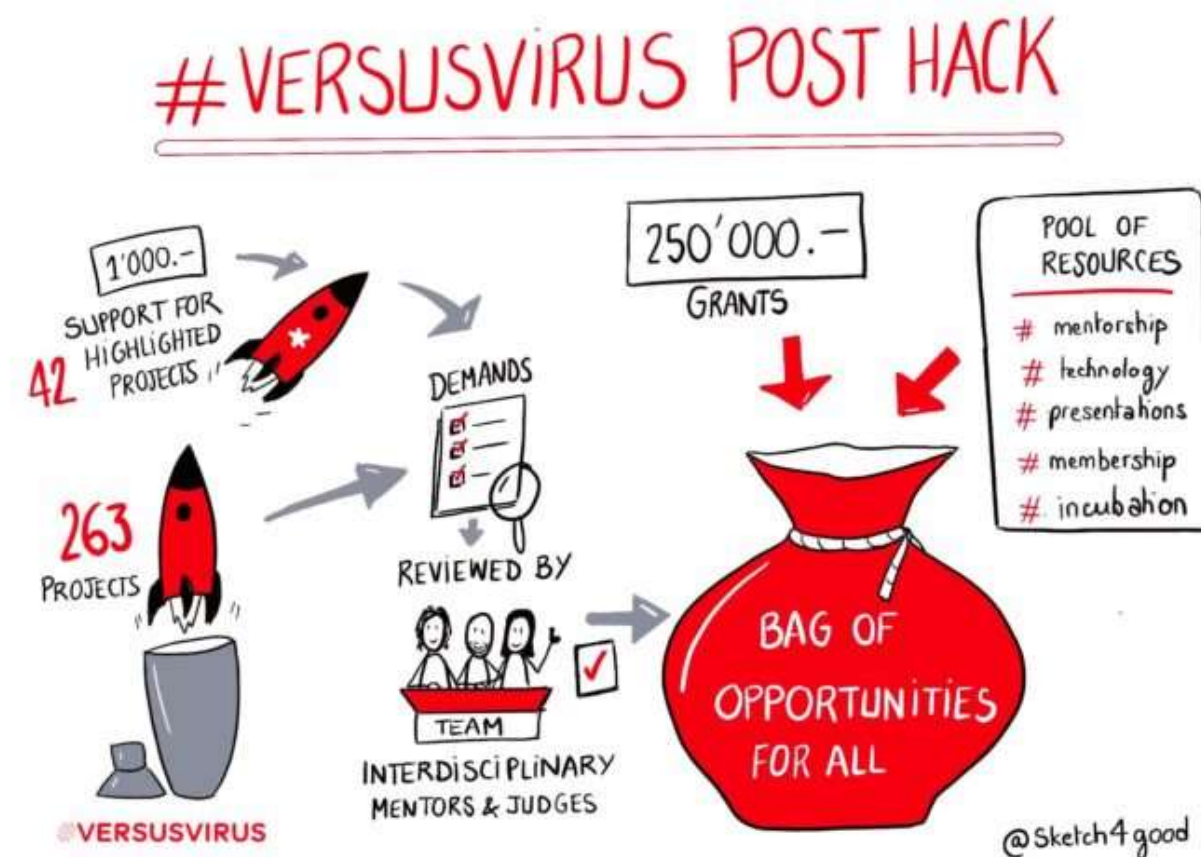 #VERSUSViRUS POST HACK
1'000.-
42
SUPPORT FOR
HIGHLiGHTED
PROJECTS
263
PROJECTS
#VERSUSVIRUS
DEMANDS
REVIEWED BY
TEAM
INTERDiSCiPLiNARY
MENTORS & JUDGES
250'000.-
GRANTS
POOL OF
RESOURCES
# mentorship
# technology
# presentations
# membership
# incubation
BAG OF
OPPORTUNiTiES
FOR ALL
@Sketch4good